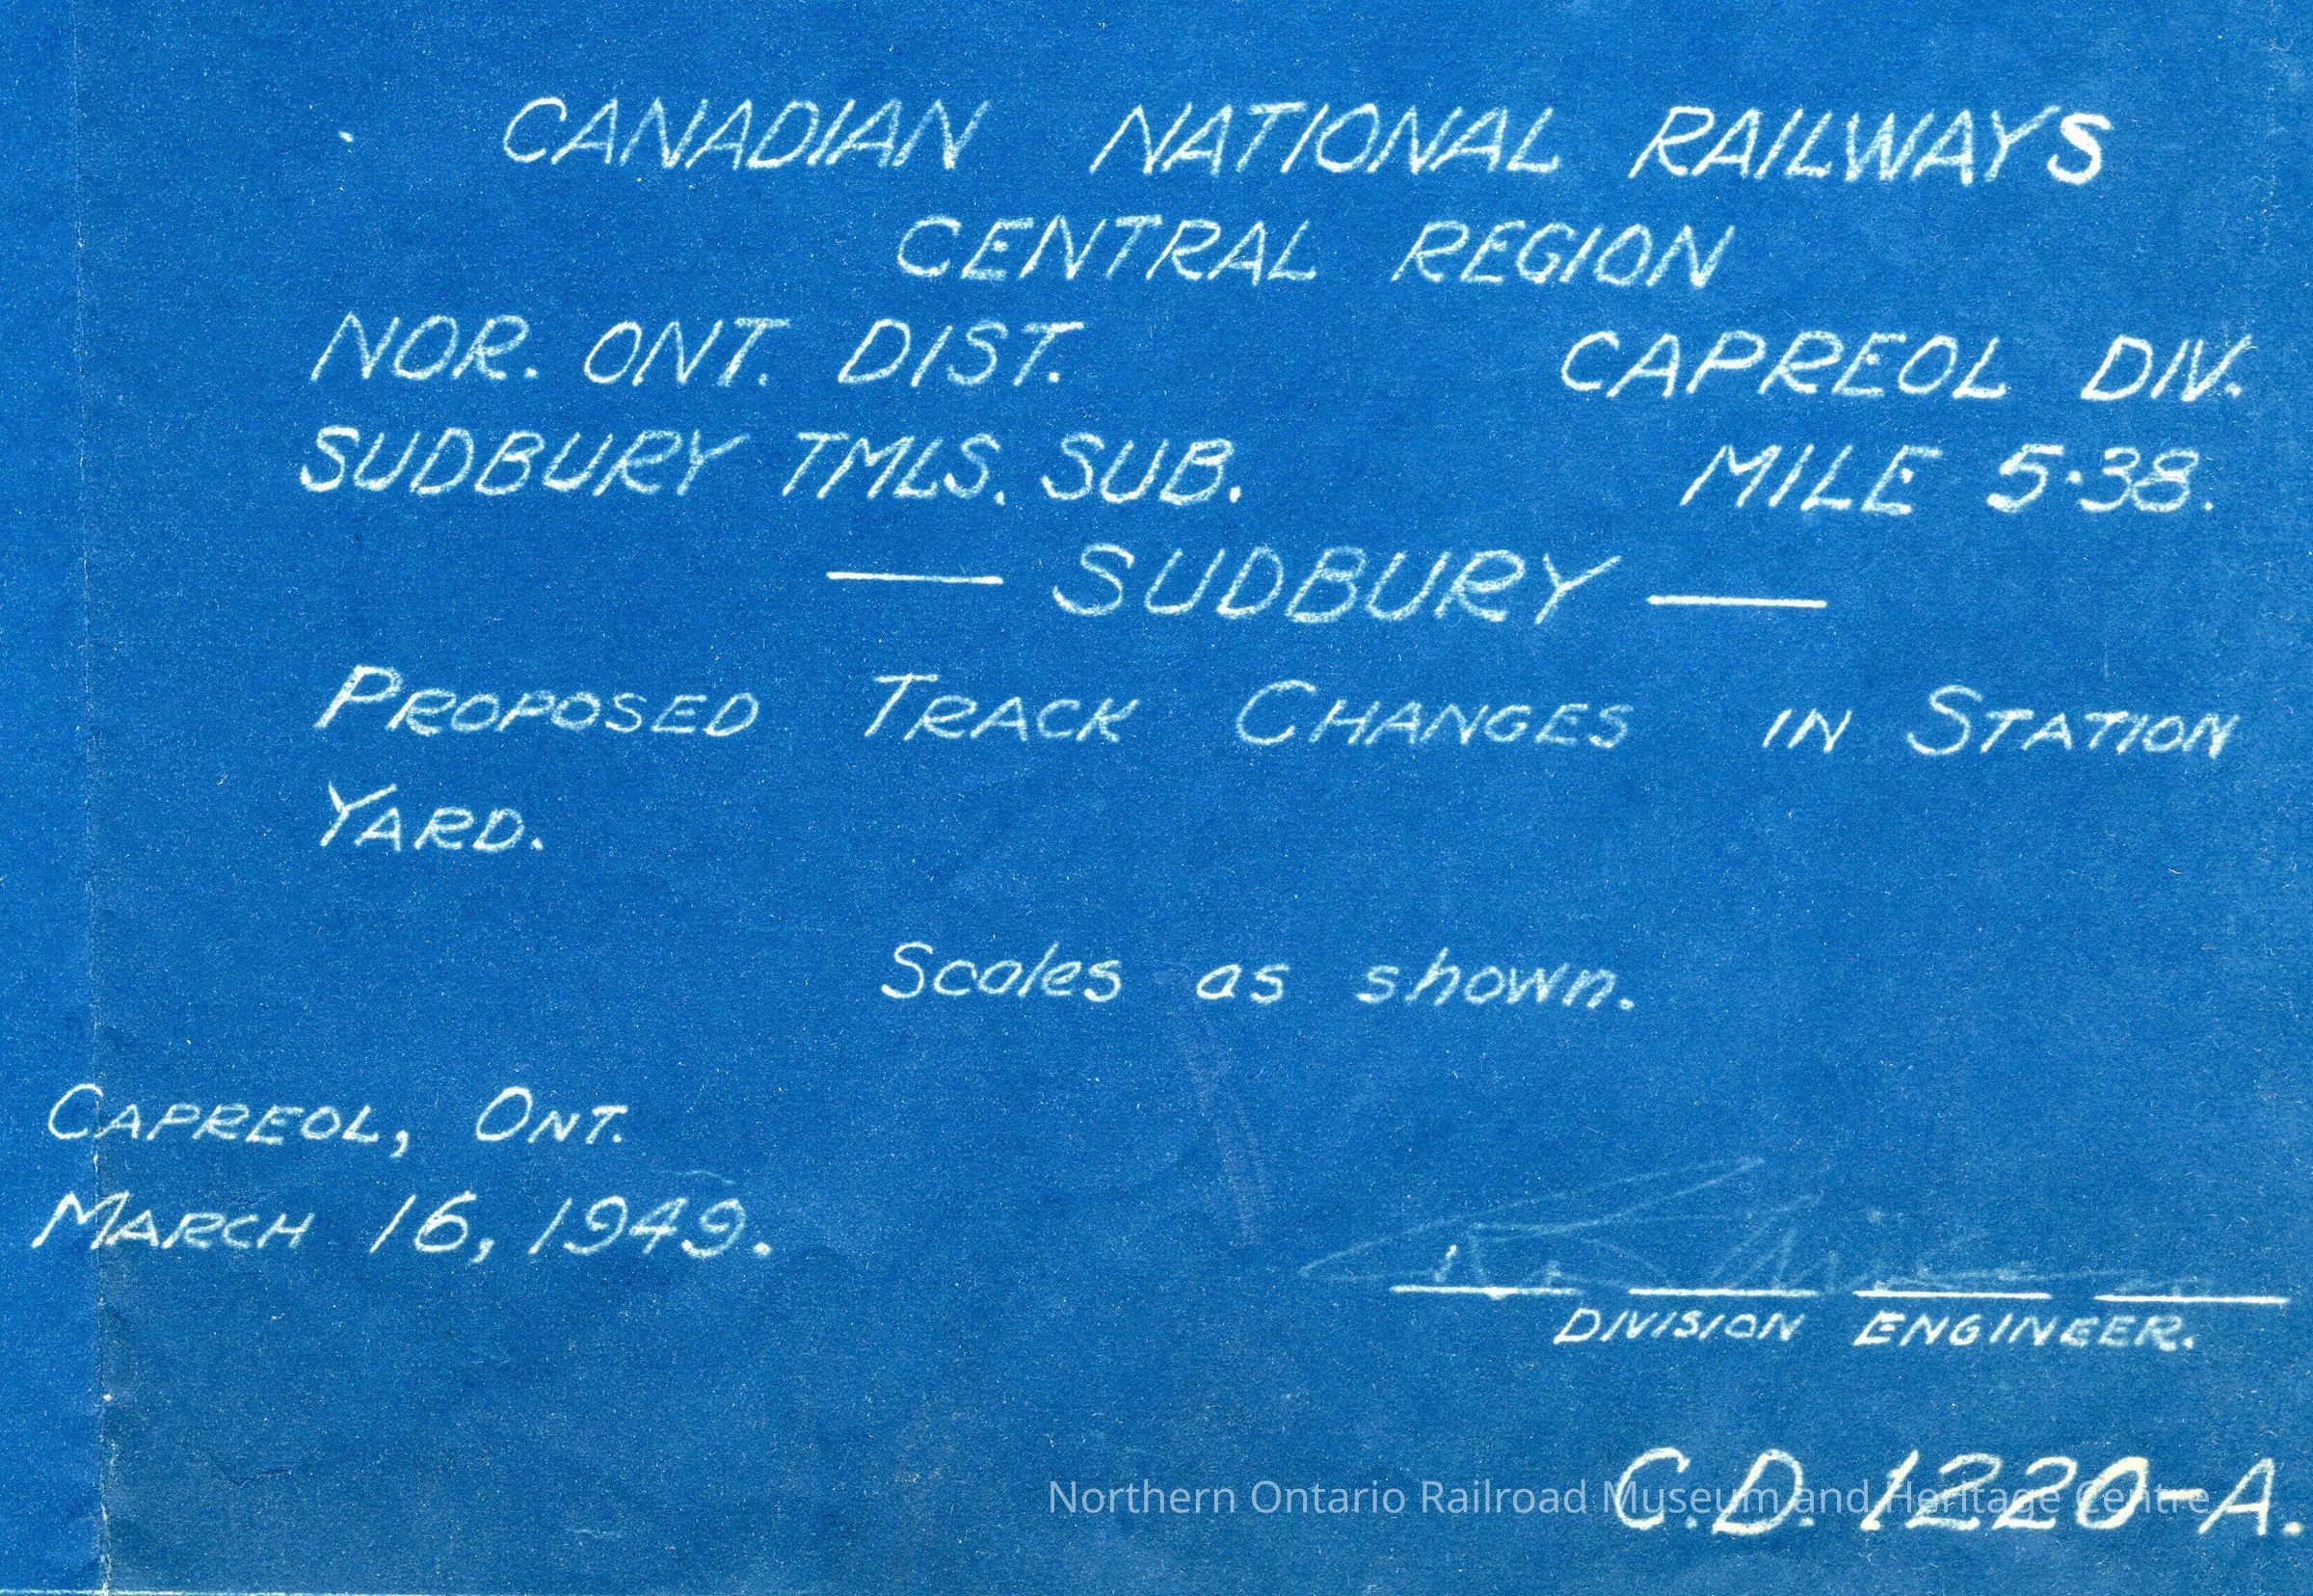 CANADIAN NATIONAL RAILWAYS
CENTRAL REGION
NOR. ONT. DIST. CAPREOL DIV.
SUDBURY TMLS. SUB. MILE 5.38.
— SUDBURY —
PROPOSED TRACK CHANGES IN STATION
YARD.
Scales as shown.
CAPREOL, ONT.
MARCH 16, 1949.
DIVISION ENGINEER.
C.D. 1220-A.
Northern Ontario Railroad Museum and Heritage Centre